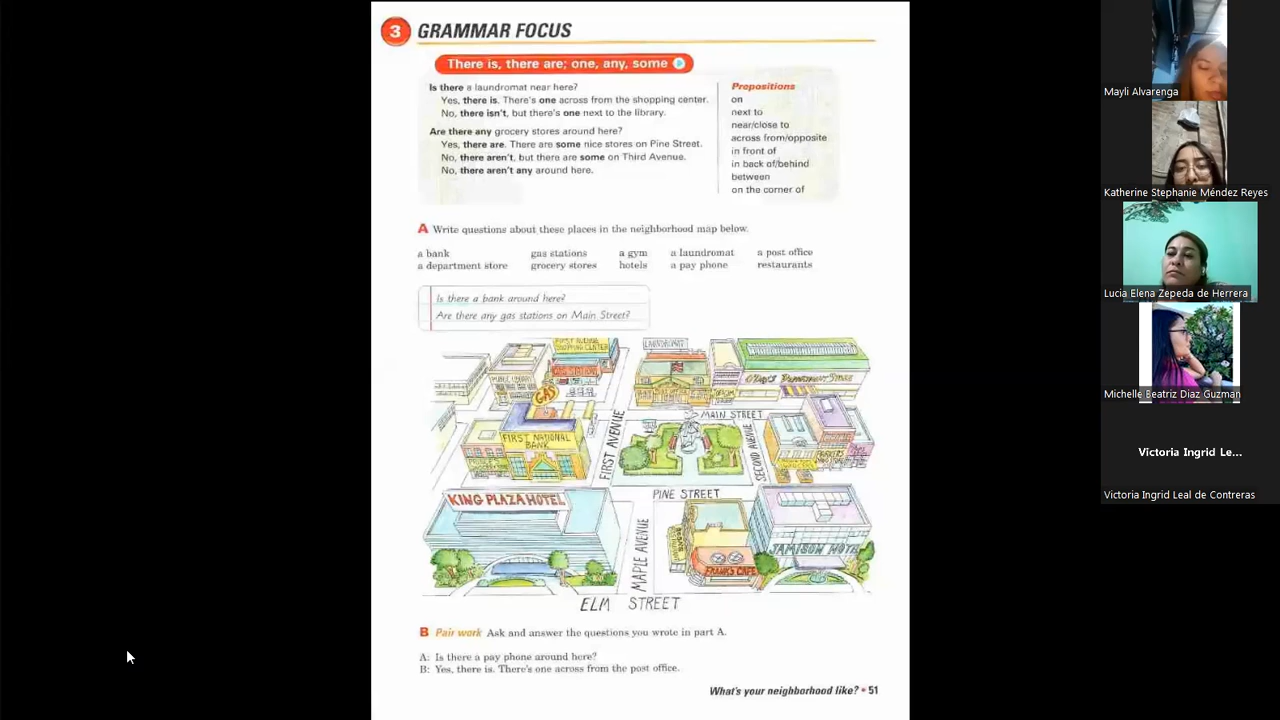 3 GRAMMAR FOCUS
There is, there are; one, any, some
Is there a laundromat near here?
Yes, there is. There's one across from the shopping center.
No, there isn't, but there's one next to the library.
Are there any grocery stores around here?
Yes, there are. There are some nice stores on Pine Street.
No, there aren't, but there are some on Third Avenue.
No, there aren't any around here.
Prepositions
on
next to
near/close to
across from/opposite
in front of
in back of/behind
between
on the corner of
A Write questions about these places in the neighborhood map below.
a bank gas stations a gym a laundromat a post office
a department store grocery stores hotels a pay phone restaurants
Is there a bank around here?
Are there any gas stations on Main Street?
FIRST AVENUE
SHOPPING CENTER
LAUNDROMAT
PUBLIC LIBRARY
GAS STATION
DEPARTMENT STORE
GAS
MAIN STREET
FIRST NATIONAL
BANK
FIRST AVENUE
SECOND AVENUE
PINE STREET
KING PLAZA HOTEL
MAPLE AVENUE
JAMISON HOTEL
FRANK'S CAFE
ELM STREET
B Pair work Ask and answer the questions you wrote in part A.
A: Is there a pay phone around here?
B: Yes, there is. There's one across from the post office.
What's your neighborhood like? • 51
Mayli Alvarenga
Katherine Stephanie Méndez Reyes
Lucia Elena Zepeda de Herrera
Michelle Beatriz Diaz Guzman
Victoria Ingrid Le...
Victoria Ingrid Leal de Contreras